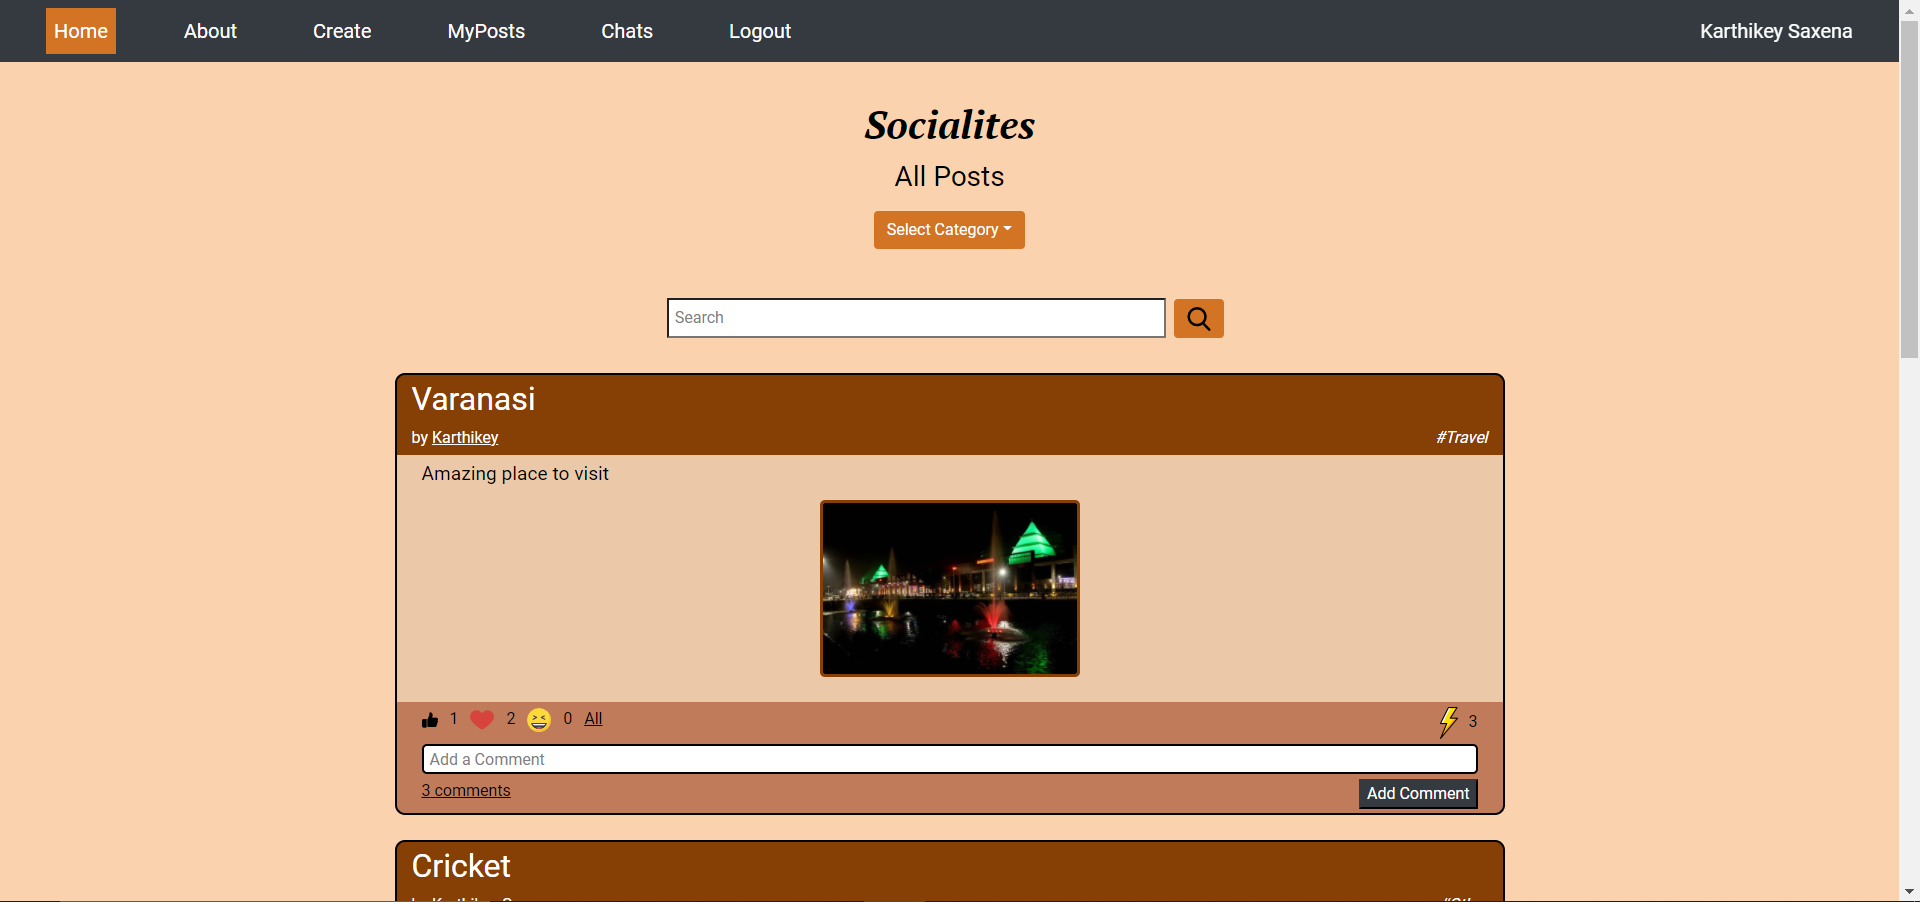 Home About Create MyPosts Chats Logout Karthikey Saxena
Socialites
All Posts
Select Category
Search
Varanasi
by Karthikey #Travel
Amazing place to visit
1 2 0 All 3
Add a Comment
3 comments Add Comment
Cricket